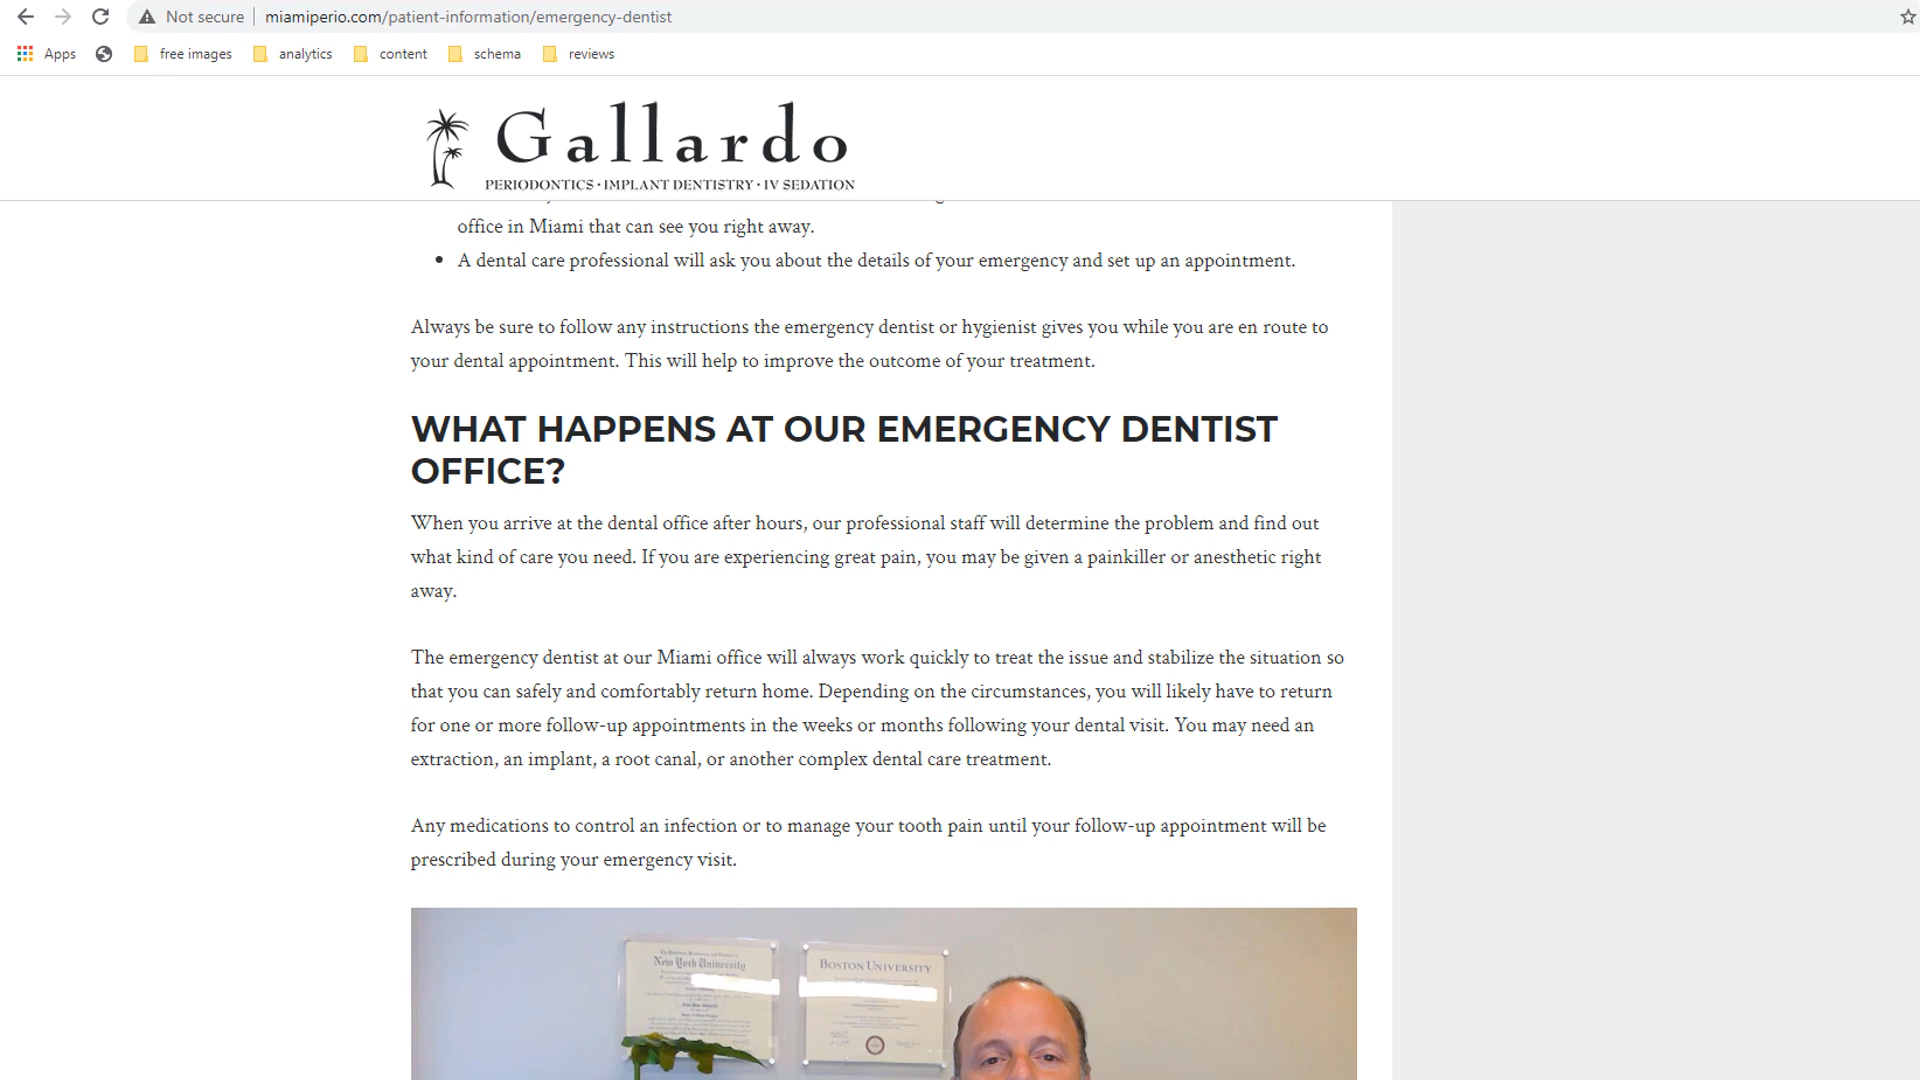 Not secure
miamiperio.com/patient-information/emergency-dentist
Apps
free images
analytics
content
schema
reviews
Gallardo
PERIODONTICS · IMPLANT DENTISTRY · IV SEDATION
office in Miami that can see you right away.
• A dental care professional will ask you about the details of your emergency and set up an appointment.
Always be sure to follow any instructions the emergency dentist or hygienist gives you while you are en route to
your dental appointment. This will help to improve the outcome of your treatment.
WHAT HAPPENS AT OUR EMERGENCY DENTIST
OFFICE?
When you arrive at the dental office after hours, our professional staff will determine the problem and find out
what kind of care you need. If you are experiencing great pain, you may be given a painkiller or anesthetic right
away.
The emergency dentist at our Miami office will always work quickly to treat the issue and stabilize the situation so
that you can safely and comfortably return home. Depending on the circumstances, you will likely have to return
for one or more follow-up appointments in the weeks or months following your dental visit. You may need an
extraction, an implant, a root canal, or another complex dental care treatment.
Any medications to control an infection or to manage your tooth pain until your follow-up appointment will be
prescribed during your emergency visit.
New York University
BOSTON UNIVERSITY